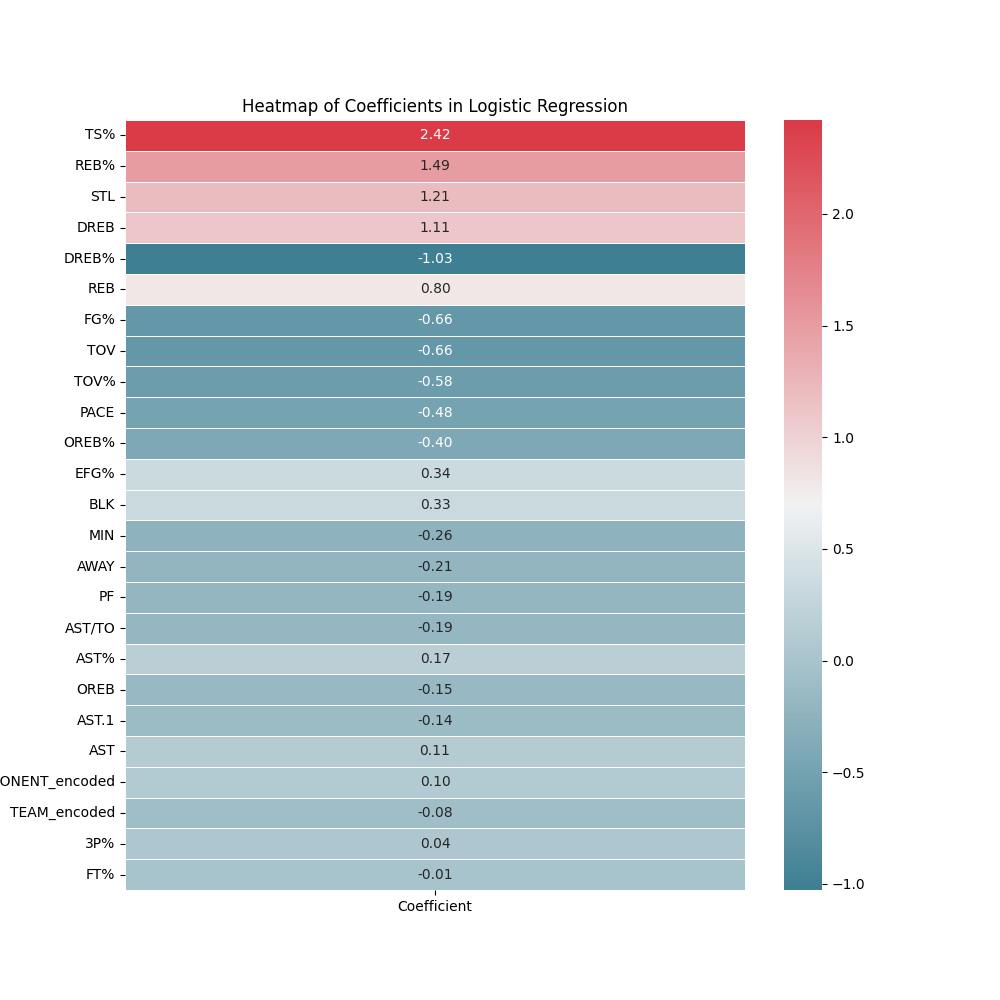 Heatmap of Coefficients in Logistic Regression
TS% 2.42
REB% 1.49
STL 1.21
DREB 1.11
DREB% -1.03
REB 0.80
FG% -0.66
TOV -0.66
TOV% -0.58
PACE -0.48
OREB% -0.40
EFG% 0.34
BLK 0.33
MIN -0.26
AWAY -0.21
PF -0.19
AST/TO -0.19
AST% 0.17
OREB -0.15
AST.1 -0.14
AST 0.11
ONENT_encoded 0.10
TEAM_encoded -0.08
3P% 0.04
FT% -0.01
Coefficient
2.0
1.5
1.0
0.5
0.0
−0.5
−1.0